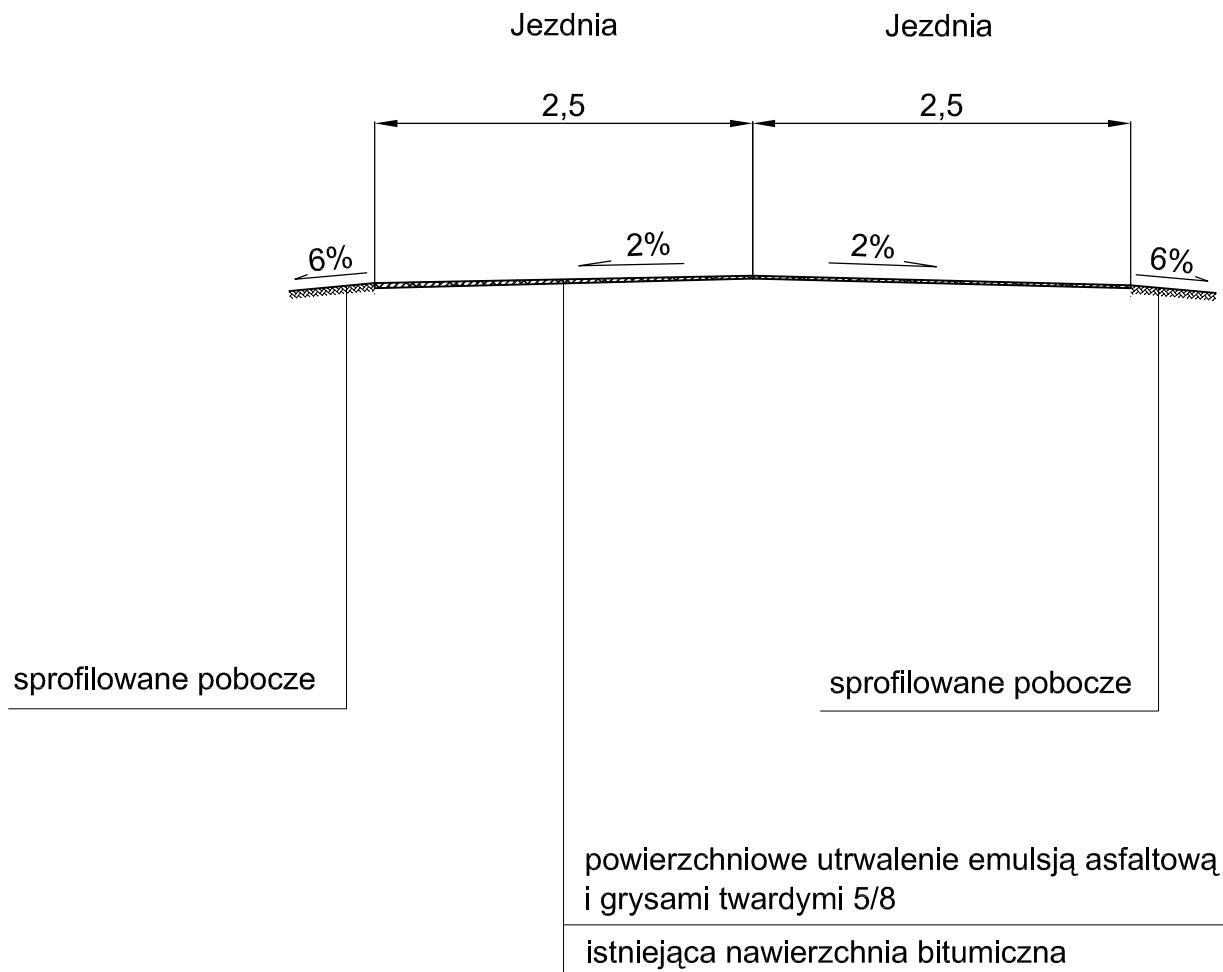 Jezdnia Jezdnia
2,5 2,5
6% 2% 2% 6%
sprofilowane pobocze sprofilowane pobocze
powierzchniowe utrwalenie emulsją asfaltową
i grysami twardymi 5/8
istniejąca nawierzchnia bitumiczna